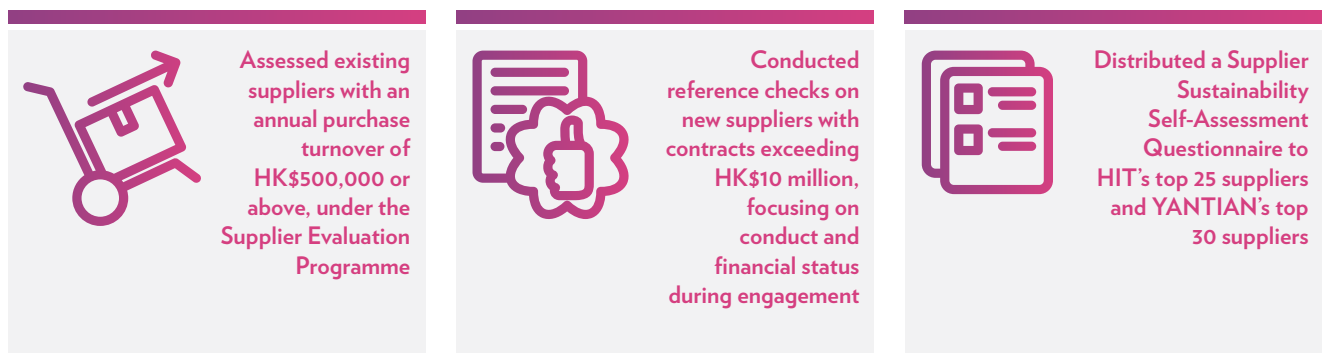 Assessed existing
suppliers with an
annual purchase
turnover of
HK$500,000 or
above, under the
Supplier Evaluation
Programme
Conducted
reference checks on
new suppliers with
contracts exceeding
HK$10 million,
focusing on
conduct and
financial status
during engagement
Distributed a Supplier
Sustainability
Self-Assessment
Questionnaire to
HIT’s top 25 suppliers
and YANTIAN’s top
30 suppliers